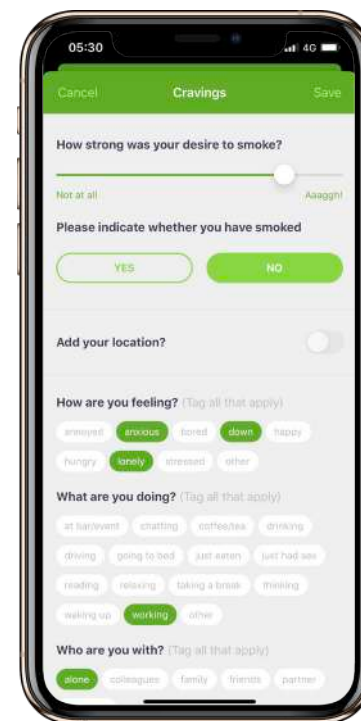 05:30 4G
Cancel Cravings Save
How strong was your desire to smoke?
Not at all Aaaggh!
Please indicate whether you have smoked
YES NO
Add your location?
How are you feeling? (Tag all that apply)
annoyed anxious bored down happy
hungry lonely stressed other
What are you doing? (Tag all that apply)
at bar/event chatting coffee/tea drinking
driving going to bed just eaten just had sex
reading relaxing taking a break thinking
waking up working other
Who are you with? (Tag all that apply)
alone colleagues family friends partner